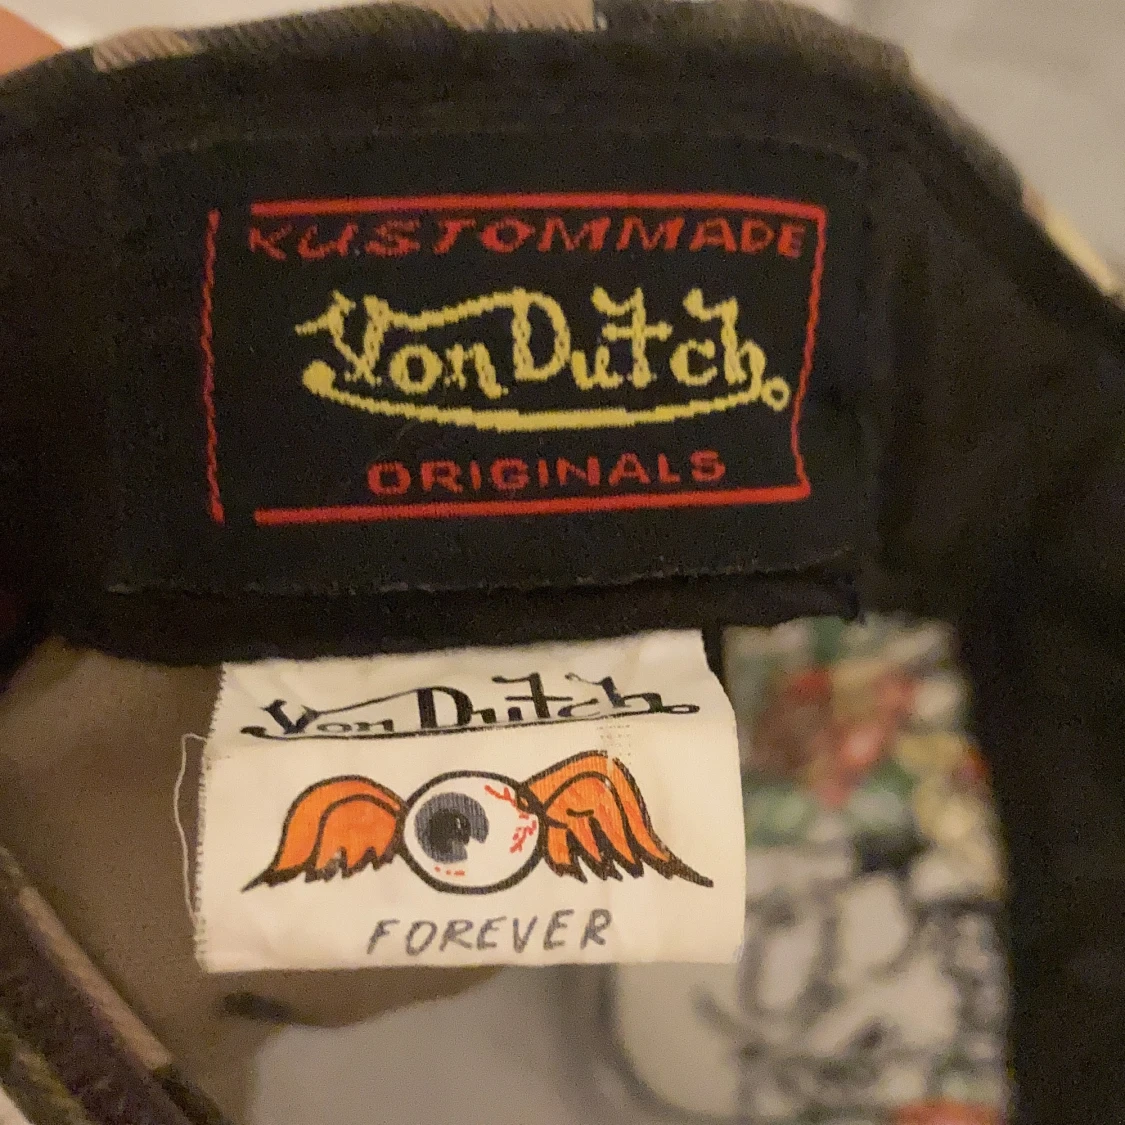 KUSTOMMADE
Von Dutch
ORIGINALS
Von Dutch
FOREVER